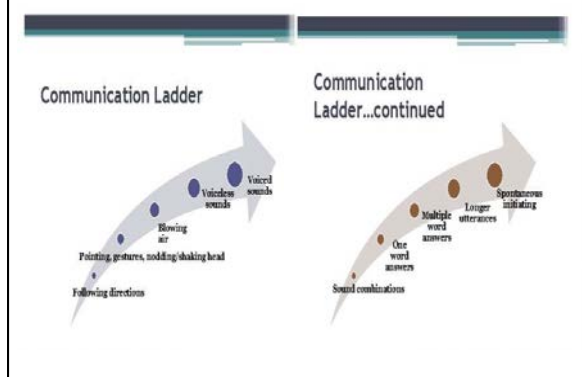 Communication Ladder
Voiced
sounds
Voiceless
sounds
Blowing
air
Pointing, gestures, nodding/shaking head
Following directions
Communication
Ladder...continued
Spontaneous
initiating
Longer
utterances
Multiple
word
answers
One
word
answers
Sound combinations